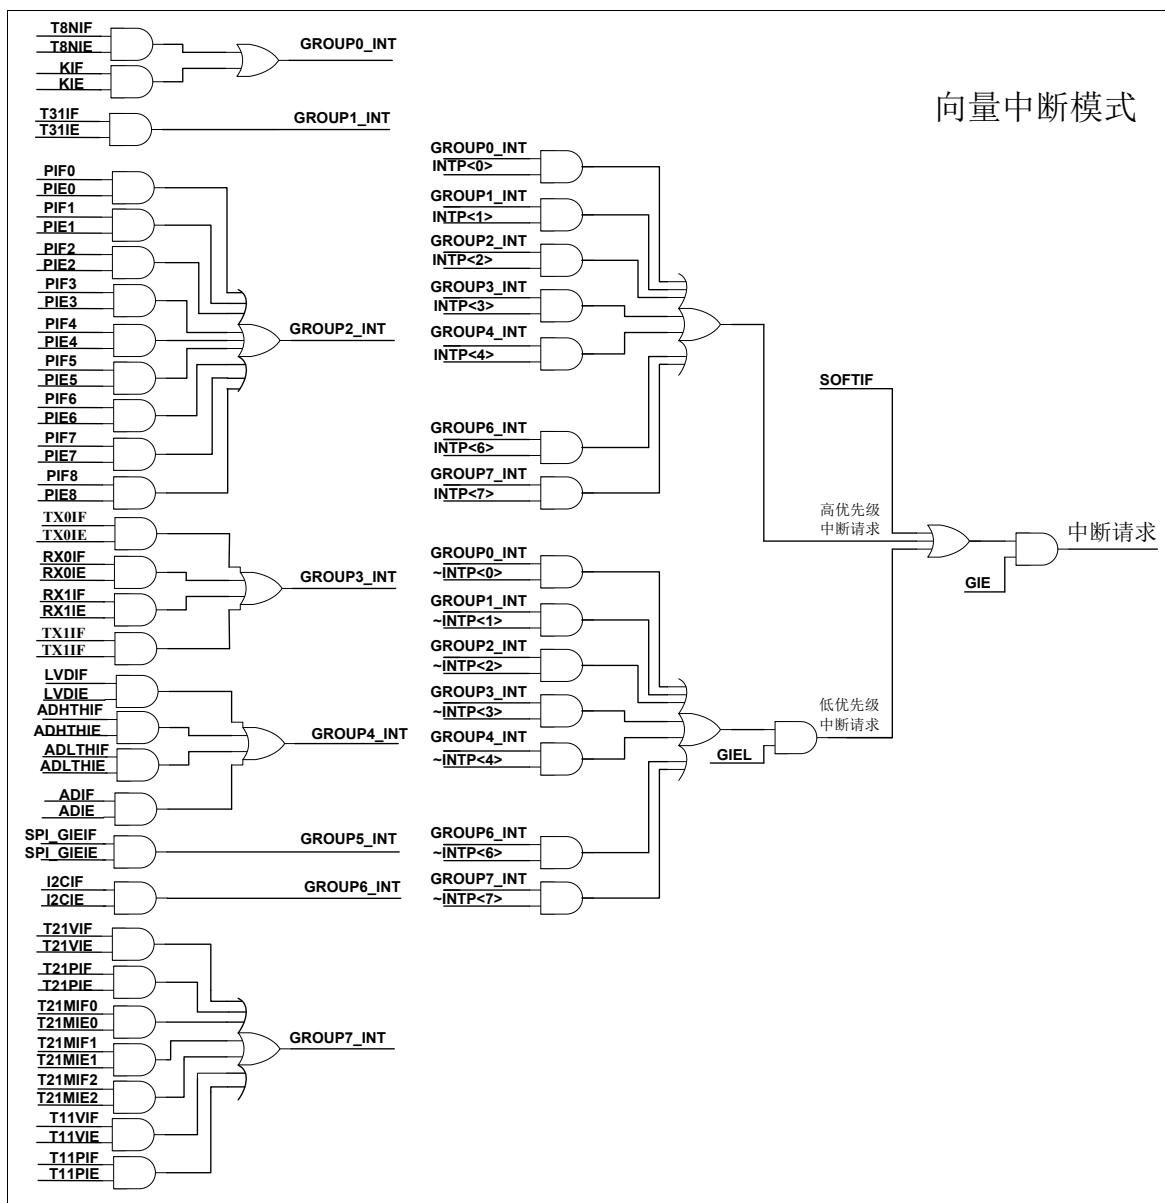 T8NIF
T8NIE
KIF
KIE
GROUP0_INT
T31IF
T31IE
GROUP1_INT
PIF0
PIE0
PIF1
PIE1
PIF2
PIE2
PIF3
PIE3
PIF4
PIE4
PIF5
PIE5
PIF6
PIE6
PIF7
PIE7
PIF8
PIE8
GROUP2_INT
TX0IF
TX0IE
RX0IF
RX0IE
RX1IF
RX1IE
TX1IF
TX1IF
GROUP3_INT
LVDIF
LVDIE
ADHTHIF
ADHTHIE
ADLTHIF
ADLTHIE
ADIF
ADIE
GROUP4_INT
SPI_GIEIF
SPI_GIEIE
GROUP5_INT
I2CIF
I2CIE
GROUP6_INT
T21VIF
T21VIE
T21PIF
T21PIE
T21MIF0
T21MIE0
T21MIF1
T21MIE1
T21MIF2
T21MIE2
T11VIF
T11VIE
T11PIF
T11PIE
GROUP7_INT
向量中断模式
GROUP0_INT
INTP<0>
GROUP1_INT
INTP<1>
GROUP2_INT
INTP<2>
GROUP3_INT
INTP<3>
GROUP4_INT
INTP<4>
GROUP6_INT
INTP<6>
GROUP7_INT
INTP<7>
GROUP0_INT
~INTP<0>
GROUP1_INT
~INTP<1>
GROUP2_INT
~INTP<2>
GROUP3_INT
~INTP<3>
GROUP4_INT
~INTP<4>
GROUP6_INT
~INTP<6>
GROUP7_INT
~INTP<7>
GIEL
SOFTIF
高优先级
中断请求
低优先级
中断请求
GIE
中断请求